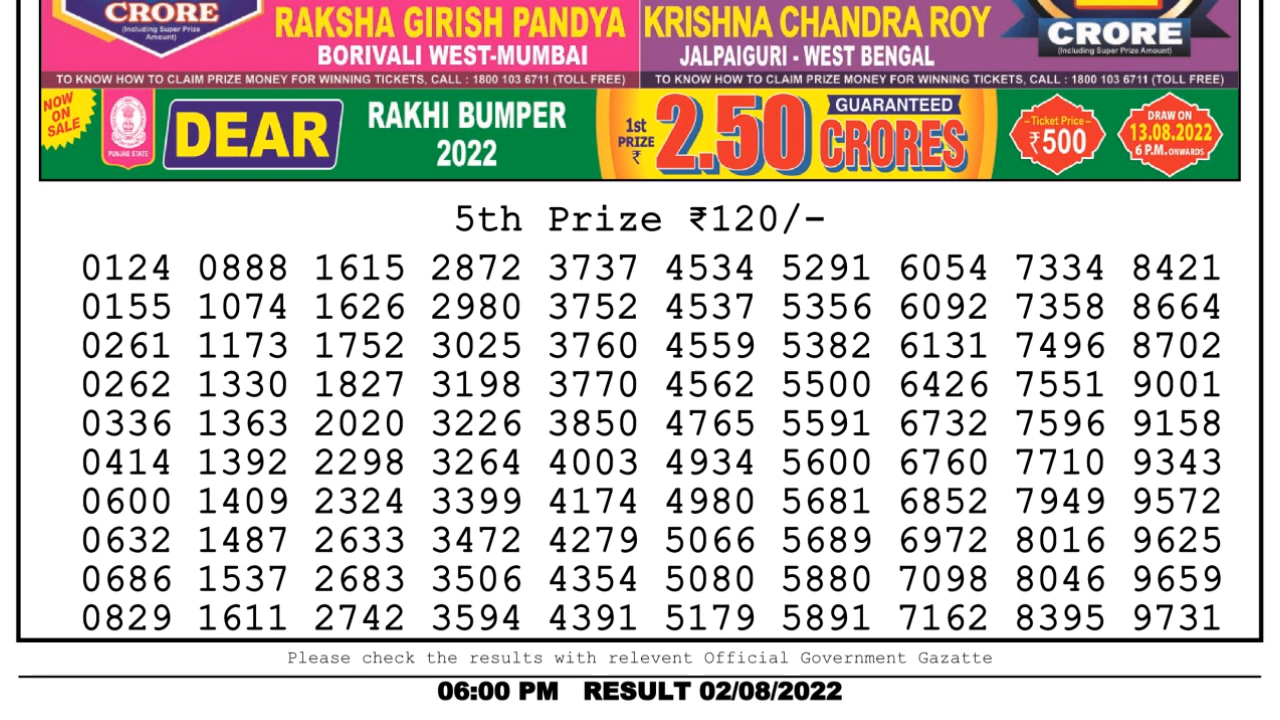 CRORE
(Including Super Prize
Amount)
RAKSHA GIRISH PANDYA
BORIVALI WEST-MUMBAI
KRISHNA CHANDRA ROY
JALPAIGURI - WEST BENGAL
CRORE
(Including Super Prize Amount)
TO KNOW HOW TO CLAIM PRIZE MONEY FOR WINNING TICKETS, CALL : 1800 103 6711 (TOLL FREE)
TO KNOW HOW TO CLAIM PRIZE MONEY FOR WINNING TICKETS, CALL : 1800 103 6711 (TOLL FREE)
NOW
ON
SALE
PUNJAB STATE
DEAR
RAKHI BUMPER
2022
1st
PRIZE
₹
2.50
GUARANTEED
CRORES
Ticket Price
₹500
DRAW ON
13.08.2022
6 P.M. ONWARDS
5th Prize ₹120/-
0124 0888 1615 2872 3737 4534 5291 6054 7334 8421
0155 1074 1626 2980 3752 4537 5356 6092 7358 8664
0261 1173 1752 3025 3760 4559 5382 6131 7496 8702
0262 1330 1827 3198 3770 4562 5500 6426 7551 9001
0336 1363 2020 3226 3850 4765 5591 6732 7596 9158
0414 1392 2298 3264 4003 4934 5600 6760 7710 9343
0600 1409 2324 3399 4174 4980 5681 6852 7949 9572
0632 1487 2633 3472 4279 5066 5689 6972 8016 9625
0686 1537 2683 3506 4354 5080 5880 7098 8046 9659
0829 1611 2742 3594 4391 5179 5891 7162 8395 9731
Please check the results with relevent Official Government Gazatte
06:00 PM RESULT 02/08/2022